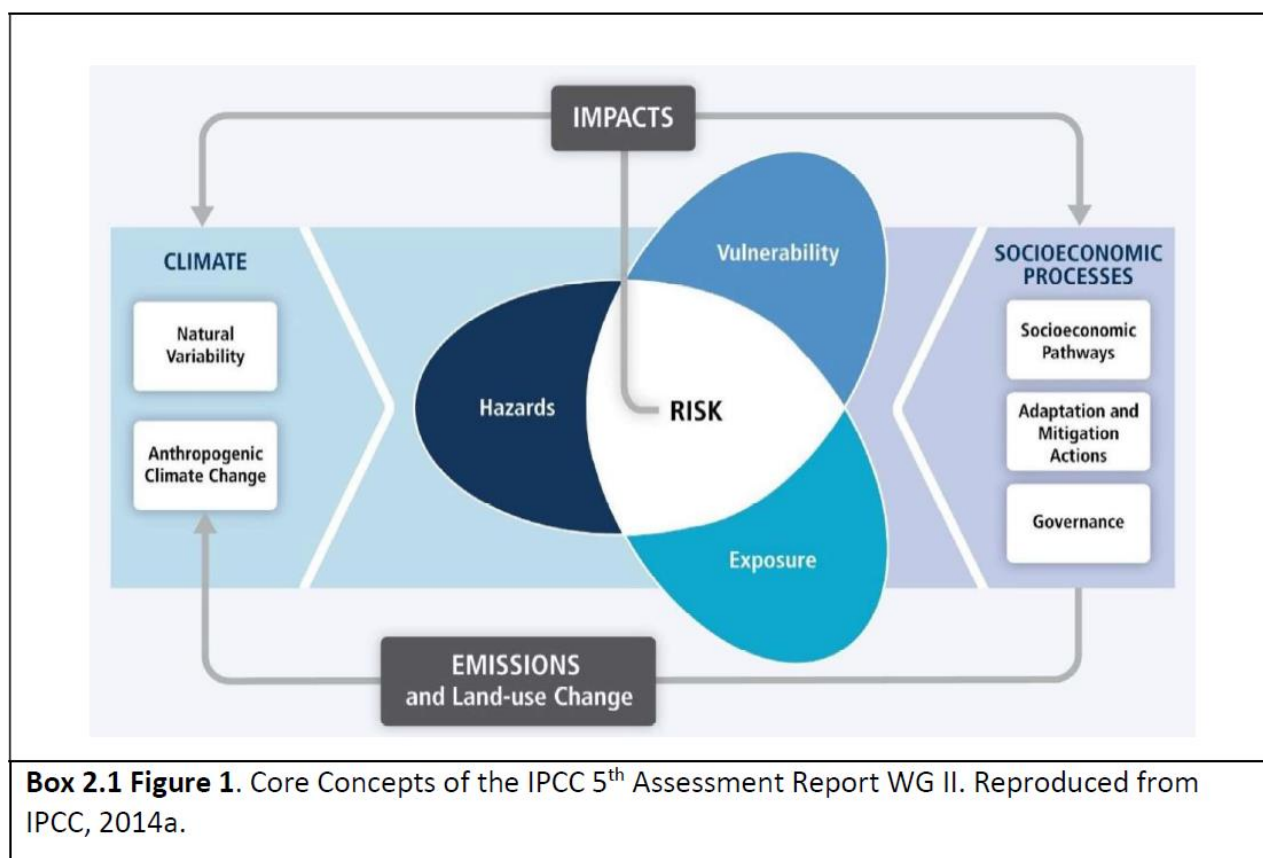 IMPACTS
CLIMATE
Natural
Variability
Anthropogenic
Climate Change
Vulnerability
Hazards
RISK
Exposure
SOCIOECONOMIC
PROCESSES
Socioeconomic
Pathways
Adaptation and
Mitigation
Actions
Governance
EMISSIONS
and Land-use Change
Box 2.1 Figure 1. Core Concepts of the IPCC 5th Assessment Report WG II. Reproduced from
IPCC, 2014a.